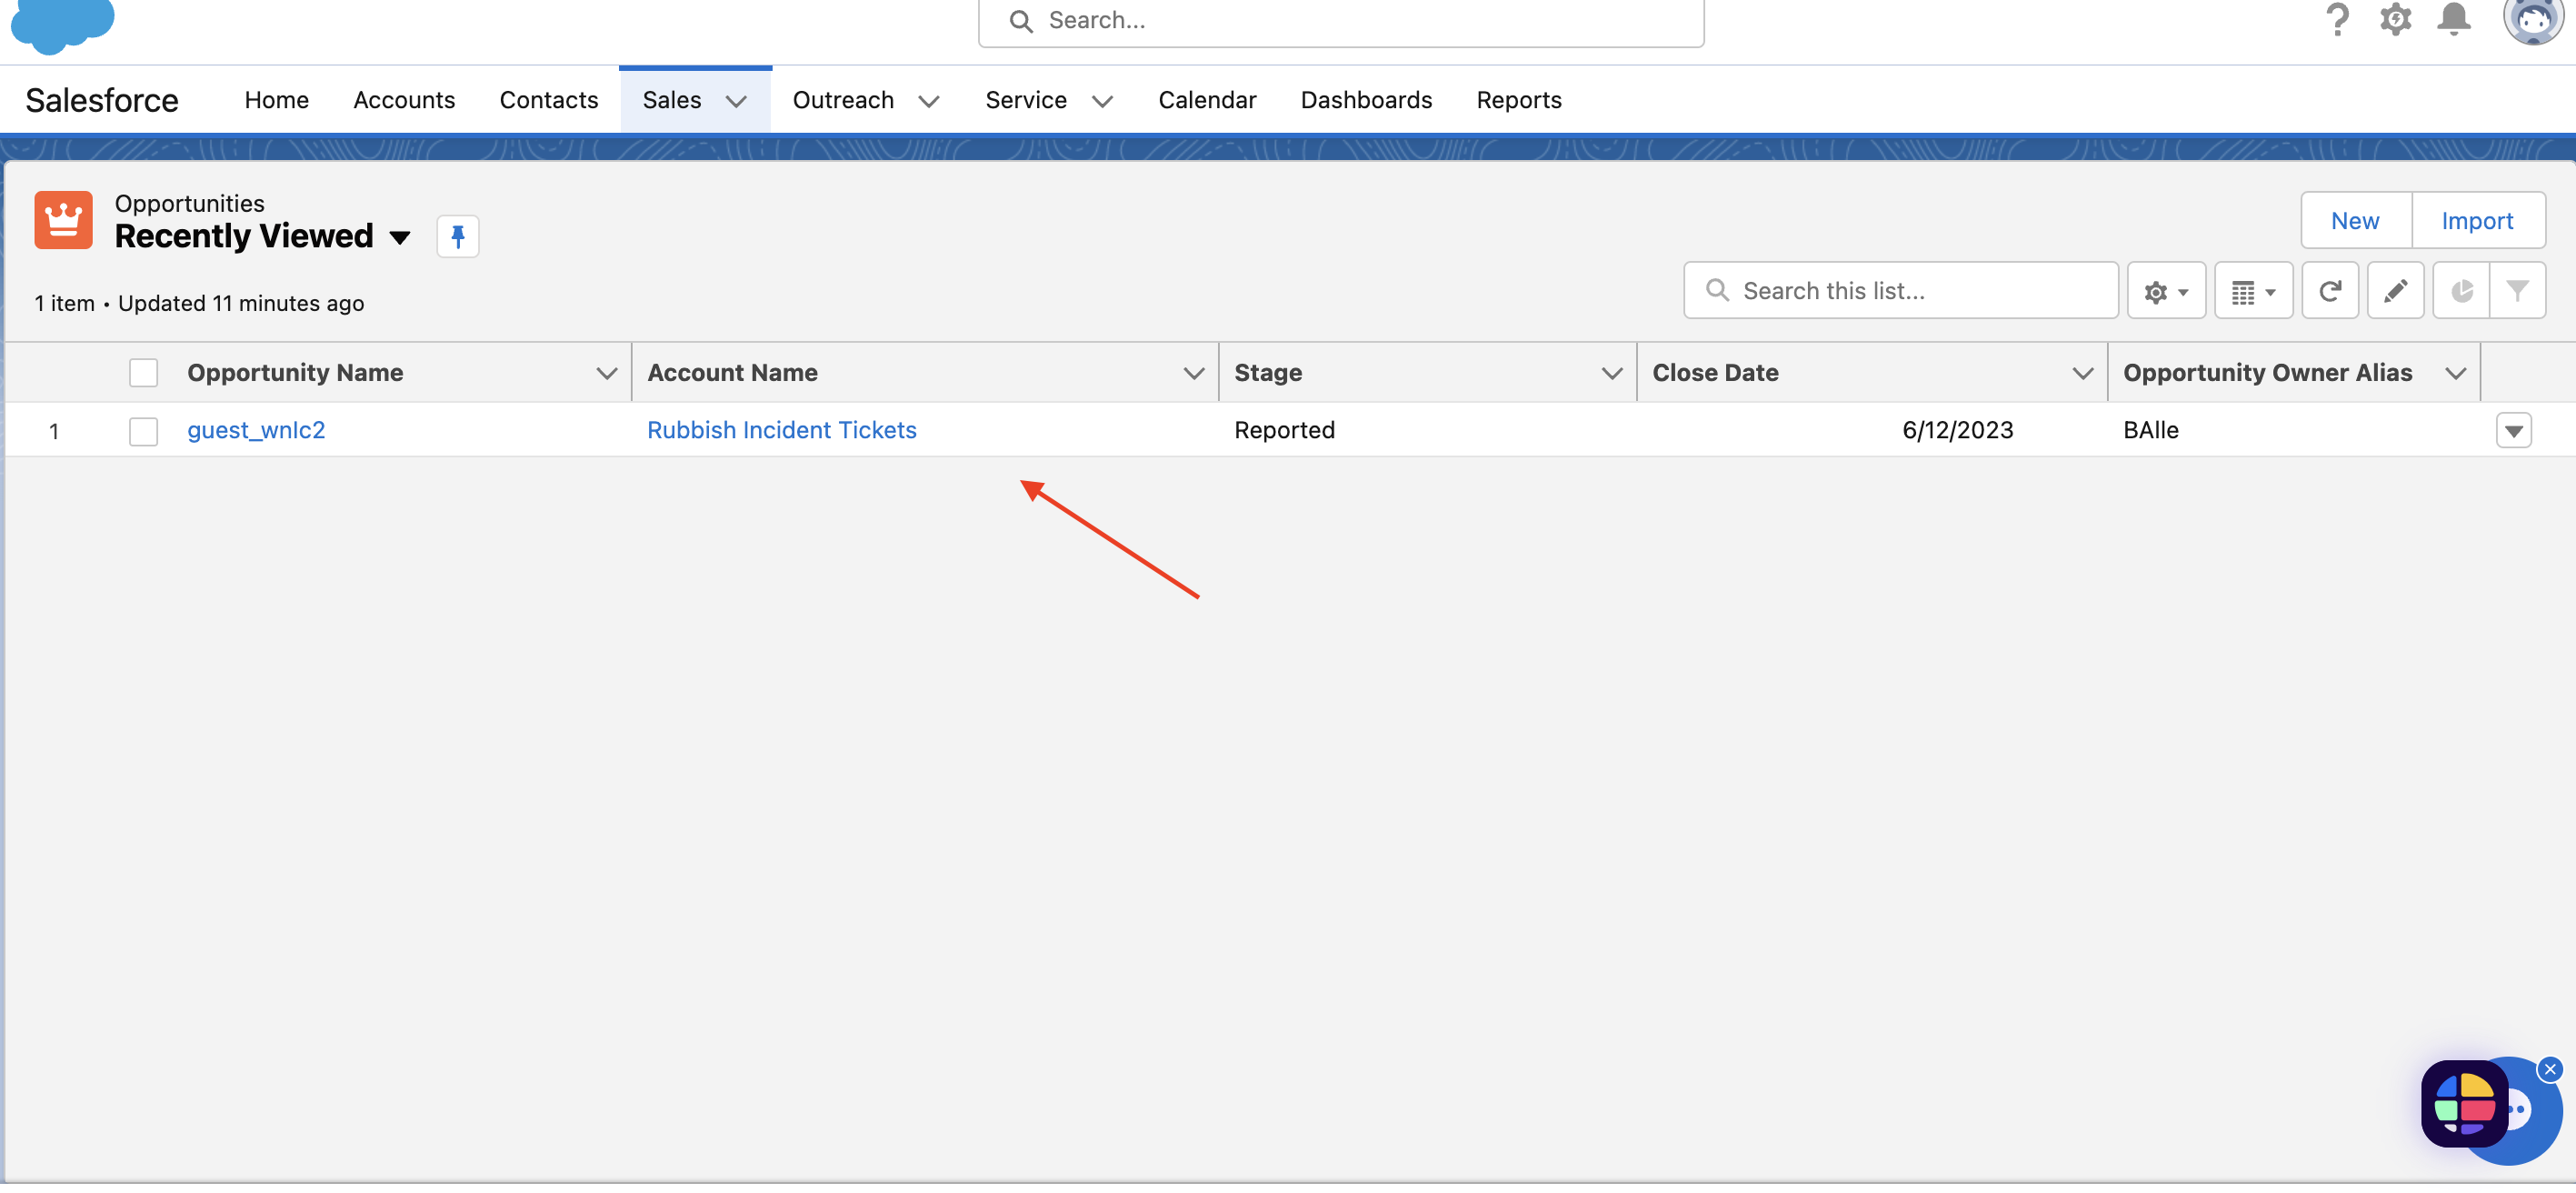 Search...
Salesforce Home Accounts Contacts Sales Outreach Service Calendar Dashboards Reports
Opportunities
Recently Viewed
New Import
1 item • Updated 11 minutes ago
Search this list...
Opportunity Name Account Name Stage Close Date Opportunity Owner Alias
1 guest_wnlc2 Rubbish Incident Tickets Reported 6/12/2023 BAlle